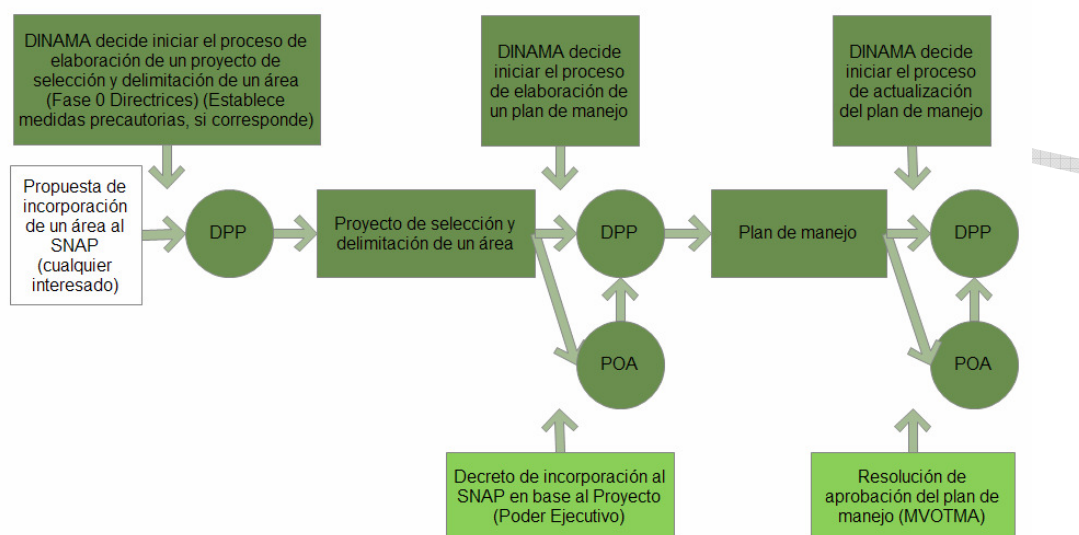 DINAMA decide iniciar el proceso de
elaboración de un proyecto de
selección y delimitación de un área
(Fase 0 Directrices) (Establece
medidas precautorias, si corresponde)
DINAMA decide
iniciar el proceso
de elaboración de
un plan de manejo
DINAMA decide
iniciar el proceso
de actualización
del plan de manejo
Propuesta de
incorporación
de un área al
SNAP
(cualquier
interesado)
DPP
Proyecto de selección y
delimitación de un área
DPP
Plan de manejo
DPP
POA
POA
Decreto de incorporación al
SNAP en base al Proyecto
(Poder Ejecutivo)
Resolución de
aprobación del plan de
manejo (MVOTMA)